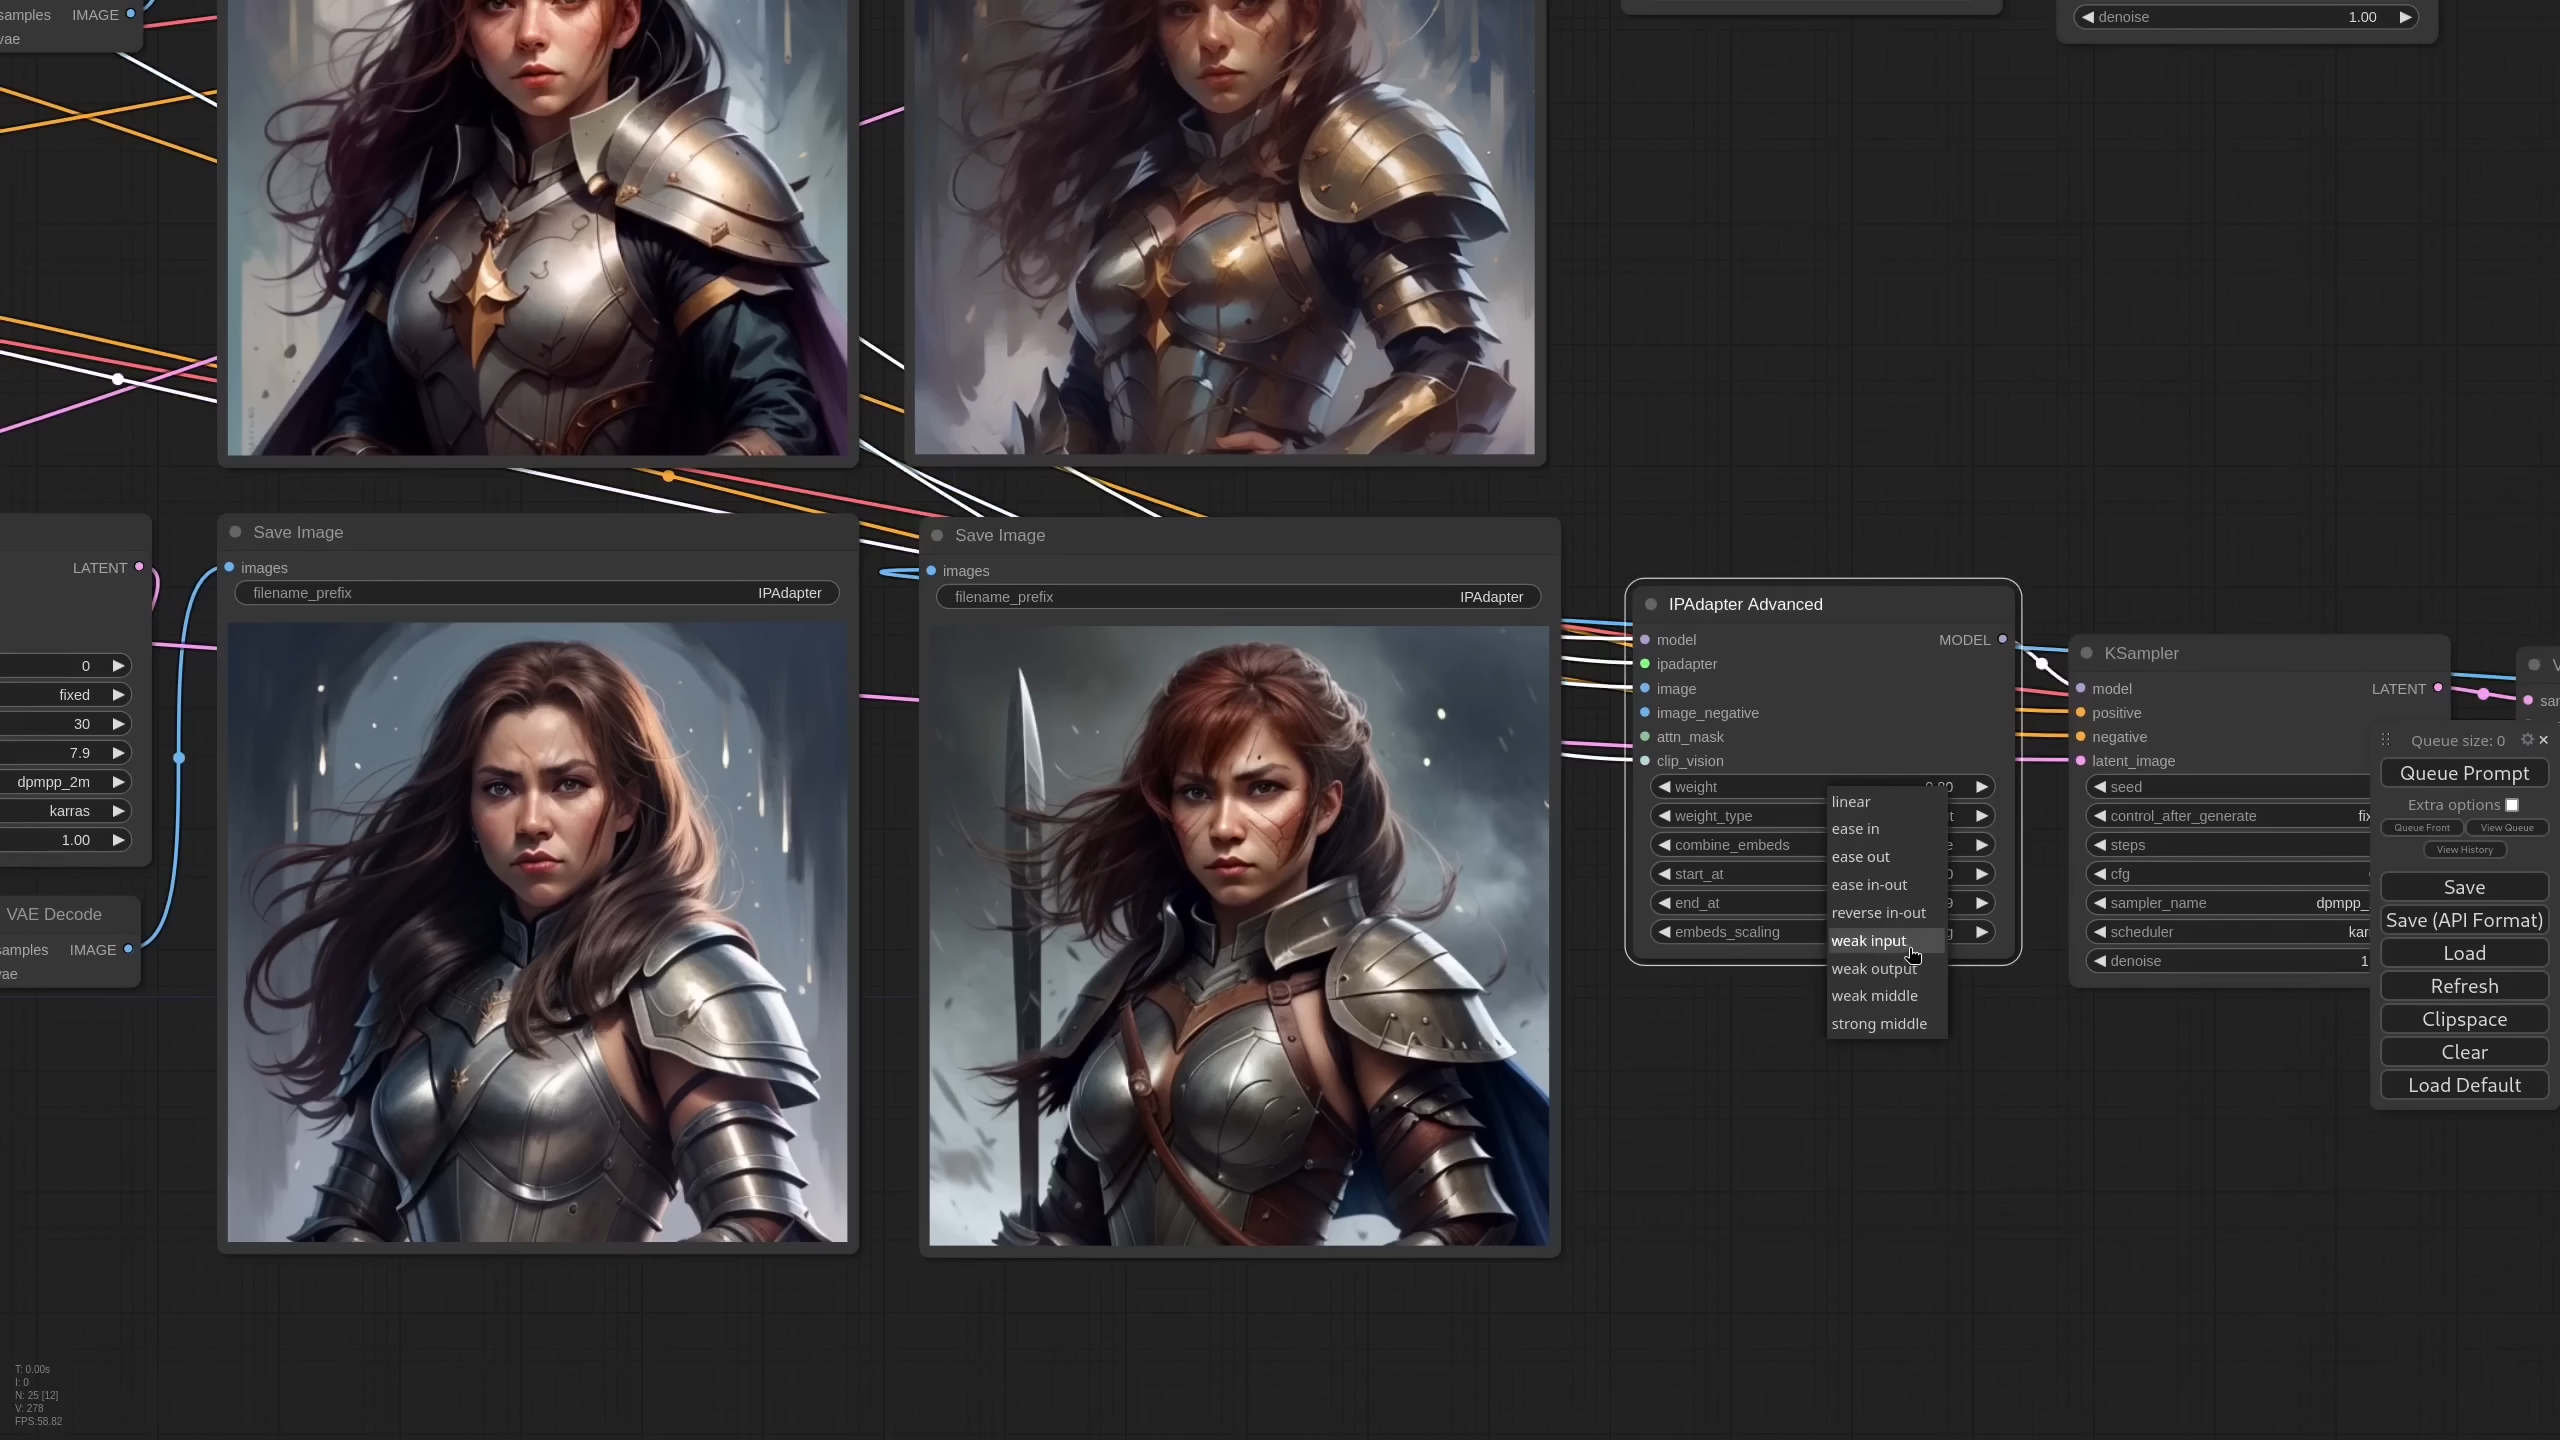 samples IMAGE
vae
denoise 1.00
LATENT
0
fixed
30
7.9
dpmpp_2m
karras
1.00
VAE Decode
samples IMAGE
vae
Save Image
images
filename_prefix IPAdapter
Save Image
images
filename_prefix IPAdapter
IPAdapter Advanced
model MODEL
ipadapter
image
image_negative
attn_mask
clip_vision
weight
weight_type
combine_embeds
start_at
end_at
embeds_scaling
linear
ease in
ease out
ease in-out
reverse in-out
weak input
weak output
weak middle
strong middle
KSampler
model LATENT
positive
negative
latent_image
seed
control_after_generate
steps
cfg
sampler_name dpmpp_
scheduler
denoise
Queue size: 0
Queue Prompt
Extra options
Queue Front View Queue
View History
Save
Save (API Format)
Load
Refresh
Clipspace
Clear
Load Default
T: 0.00s
I: 0
N: 25 [12]
V: 278
FPS:58.82